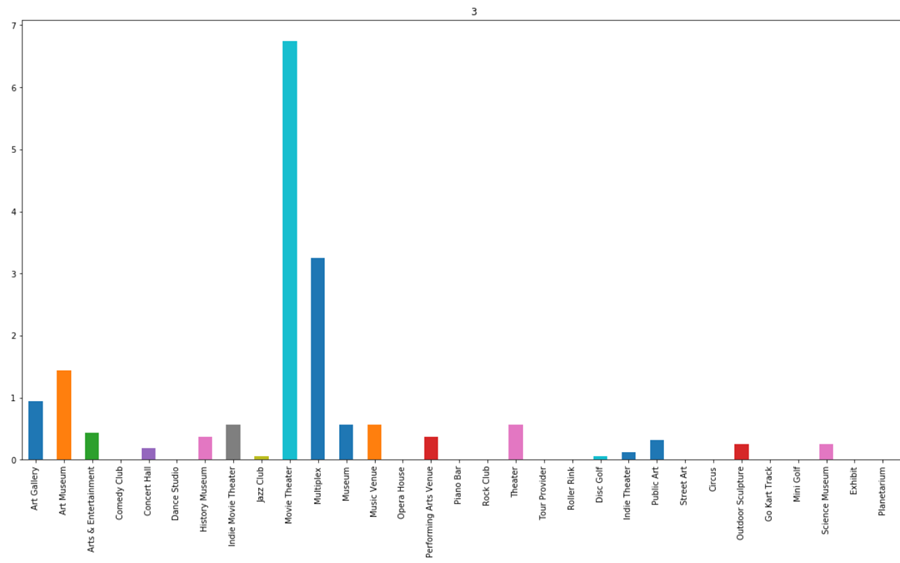 3
7
6
5
4
3
2
1
0
Art Gallery
Art Museum
Arts & Entertainment
Comedy Club
Concert Hall
Dance Studio
History Museum
Indie Movie Theater
Jazz Club
Movie Theater
Multiplex
Museum
Music Venue
Opera House
Performing Arts Venue
Piano Bar
Rock Club
Theater
Tour Provider
Roller Rink
Disc Golf
Indie Theater
Public Art
Street Art
Circus
Outdoor Sculpture
Go Kart Track
Mini Golf
Science Museum
Exhibit
Planetarium